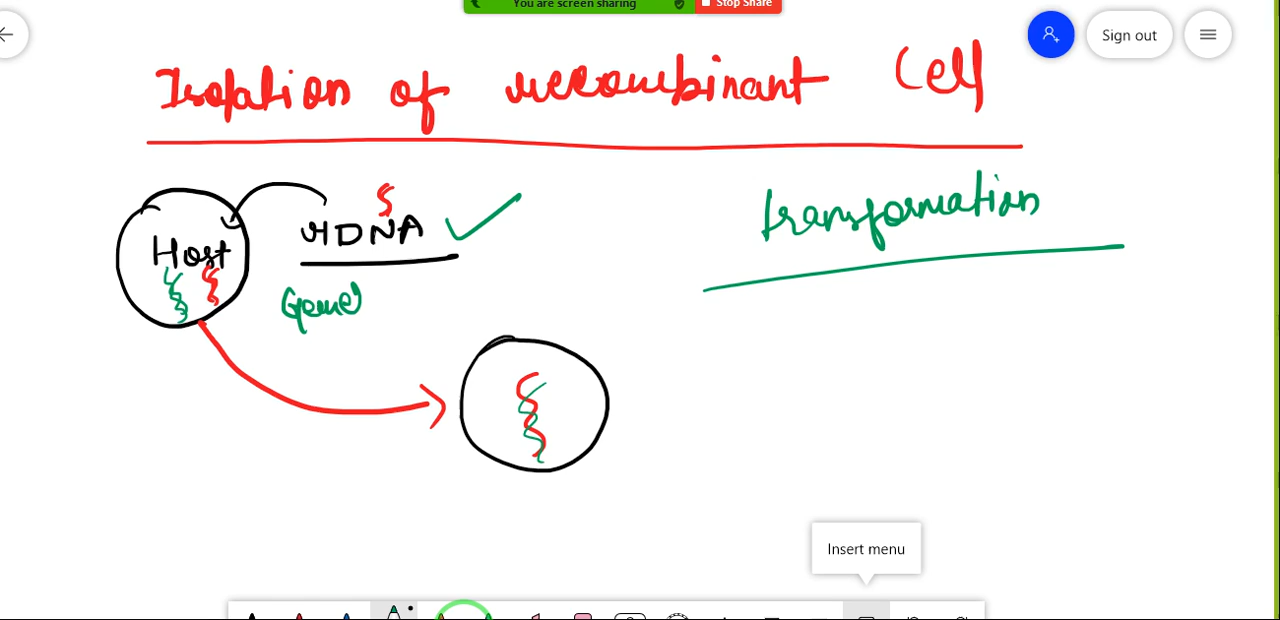 You are screen sharing
Stop Share
Sign out
Isolation of recombinant Cell
transformation
Host
rDNA
Gene
Insert menu